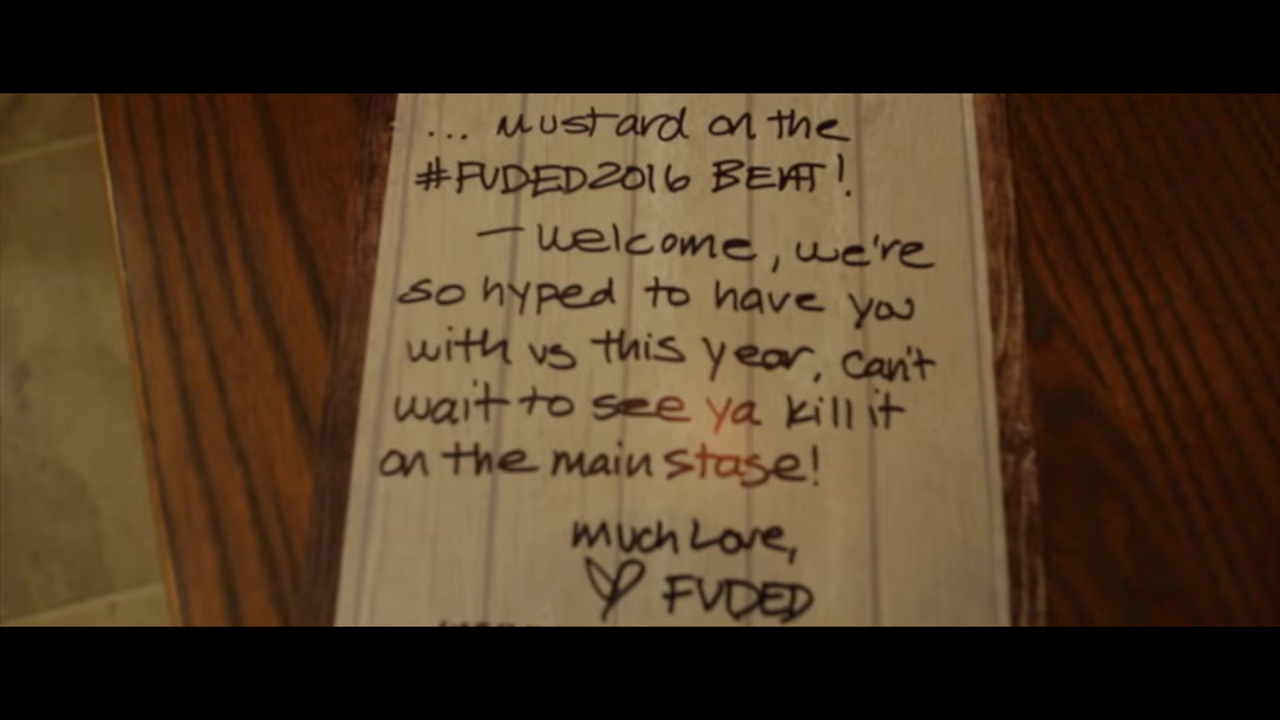 ... mustard on the
#FVDED2016 BEAT!
- welcome, we're
so hyped to have you
with us this year, can't
wait to see ya kill it
on the main stage!
much Love,
♡ FVDED